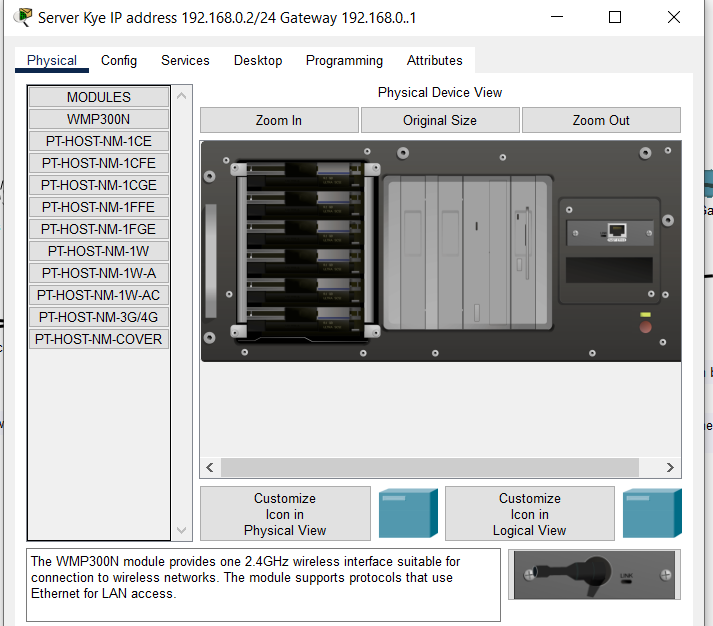 Server Kye IP address 192.168.0.2/24 Gateway 192.168.0..1
Physical Config Services Desktop Programming Attributes
MODULES
WMP300N
PT-HOST-NM-1CE
PT-HOST-NM-1CFE
PT-HOST-NM-1CGE
PT-HOST-NM-1FFE
PT-HOST-NM-1FGE
PT-HOST-NM-1W
PT-HOST-NM-1W-A
PT-HOST-NM-1W-AC
PT-HOST-NM-3G/4G
PT-HOST-NM-COVER
Physical Device View
Zoom In Original Size Zoom Out
Customize
Icon in
Physical View
Customize
Icon in
Logical View
The WMP300N module provides one 2.4GHz wireless interface suitable for
connection to wireless networks. The module supports protocols that use
Ethernet for LAN access.
LINK